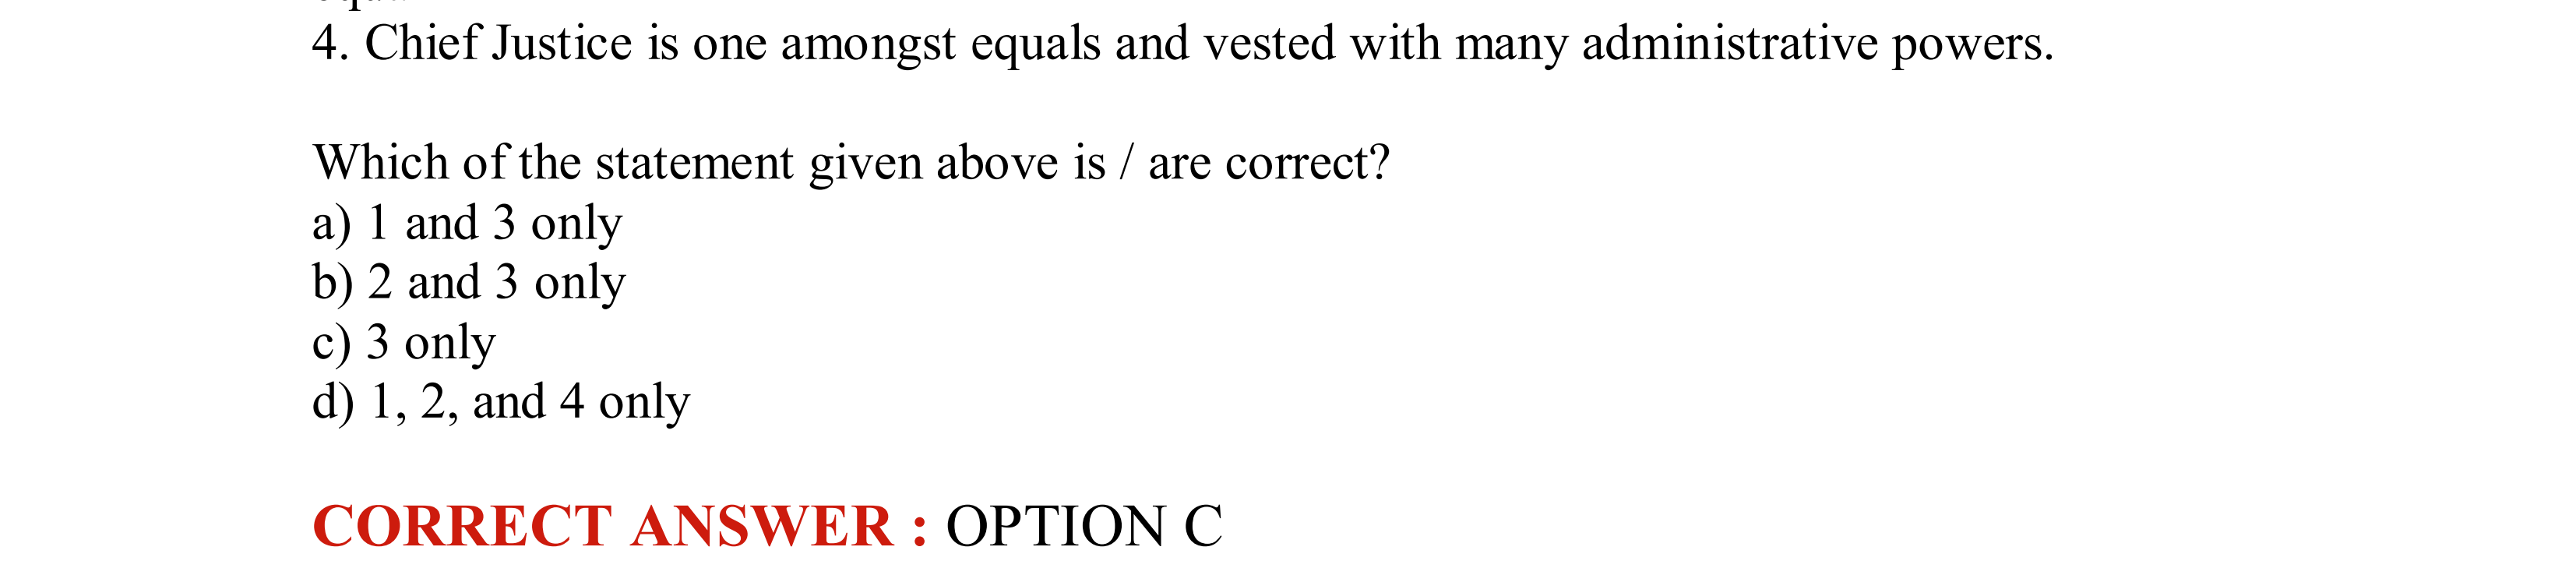 4. Chief Justice is one amongst equals and vested with many administrative powers.
Which of the statement given above is / are correct?
a) 1 and 3 only
b) 2 and 3 only
c) 3 only
d) 1, 2, and 4 only
CORRECT ANSWER : OPTION C